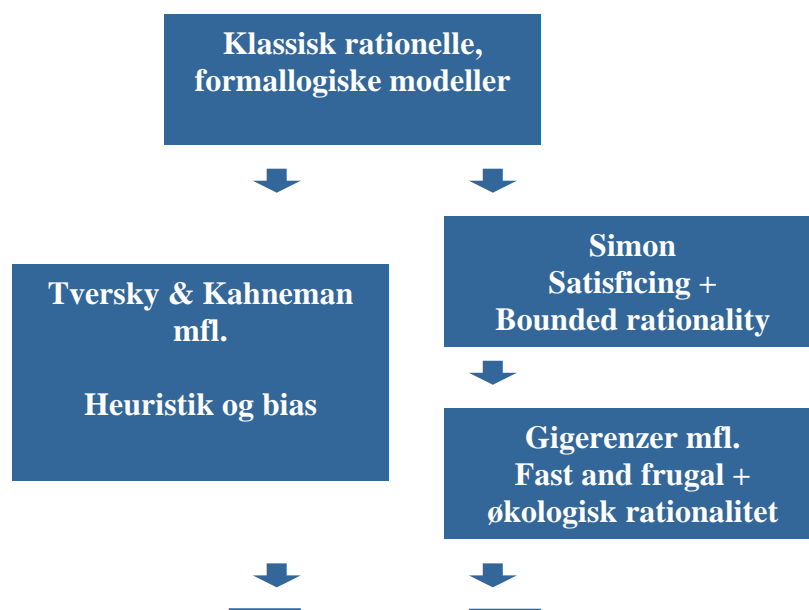 Klassisk rationelle,
formallogiske modeller
Tversky & Kahneman
mfl.
Heuristik og bias
Simon
Satisficing +
Bounded rationality
Gigerenzer mfl.
Fast and frugal +
økologisk rationalitet